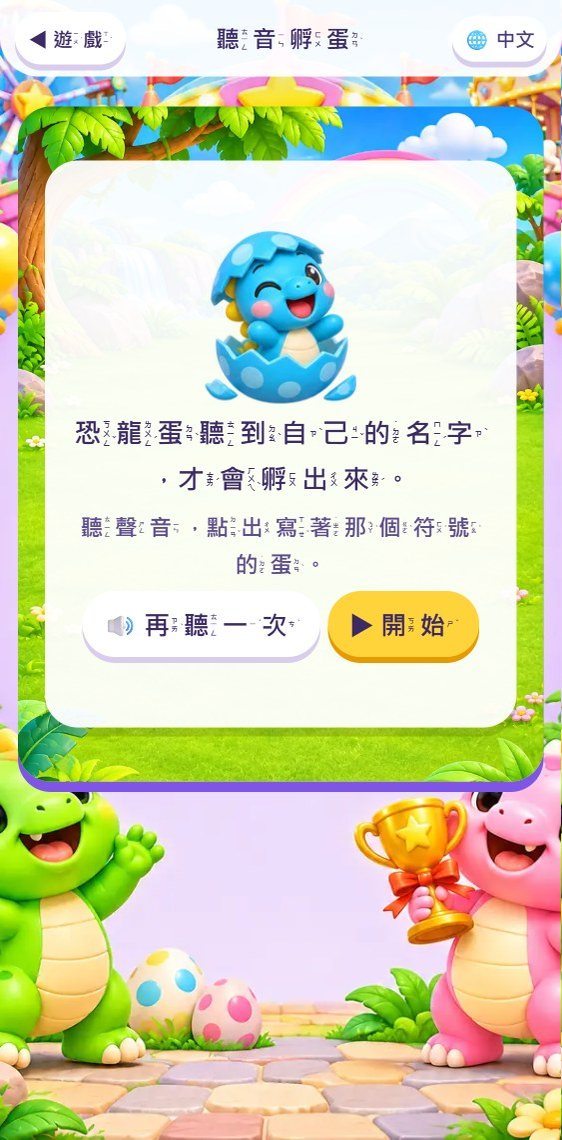 ◀ 遊戲
聽音孵蛋
中文
恐龍蛋聽到自己的名字
，才會孵出來。
聽聲音，點出寫著那個符號
的蛋。
再聽一次
▶ 開始